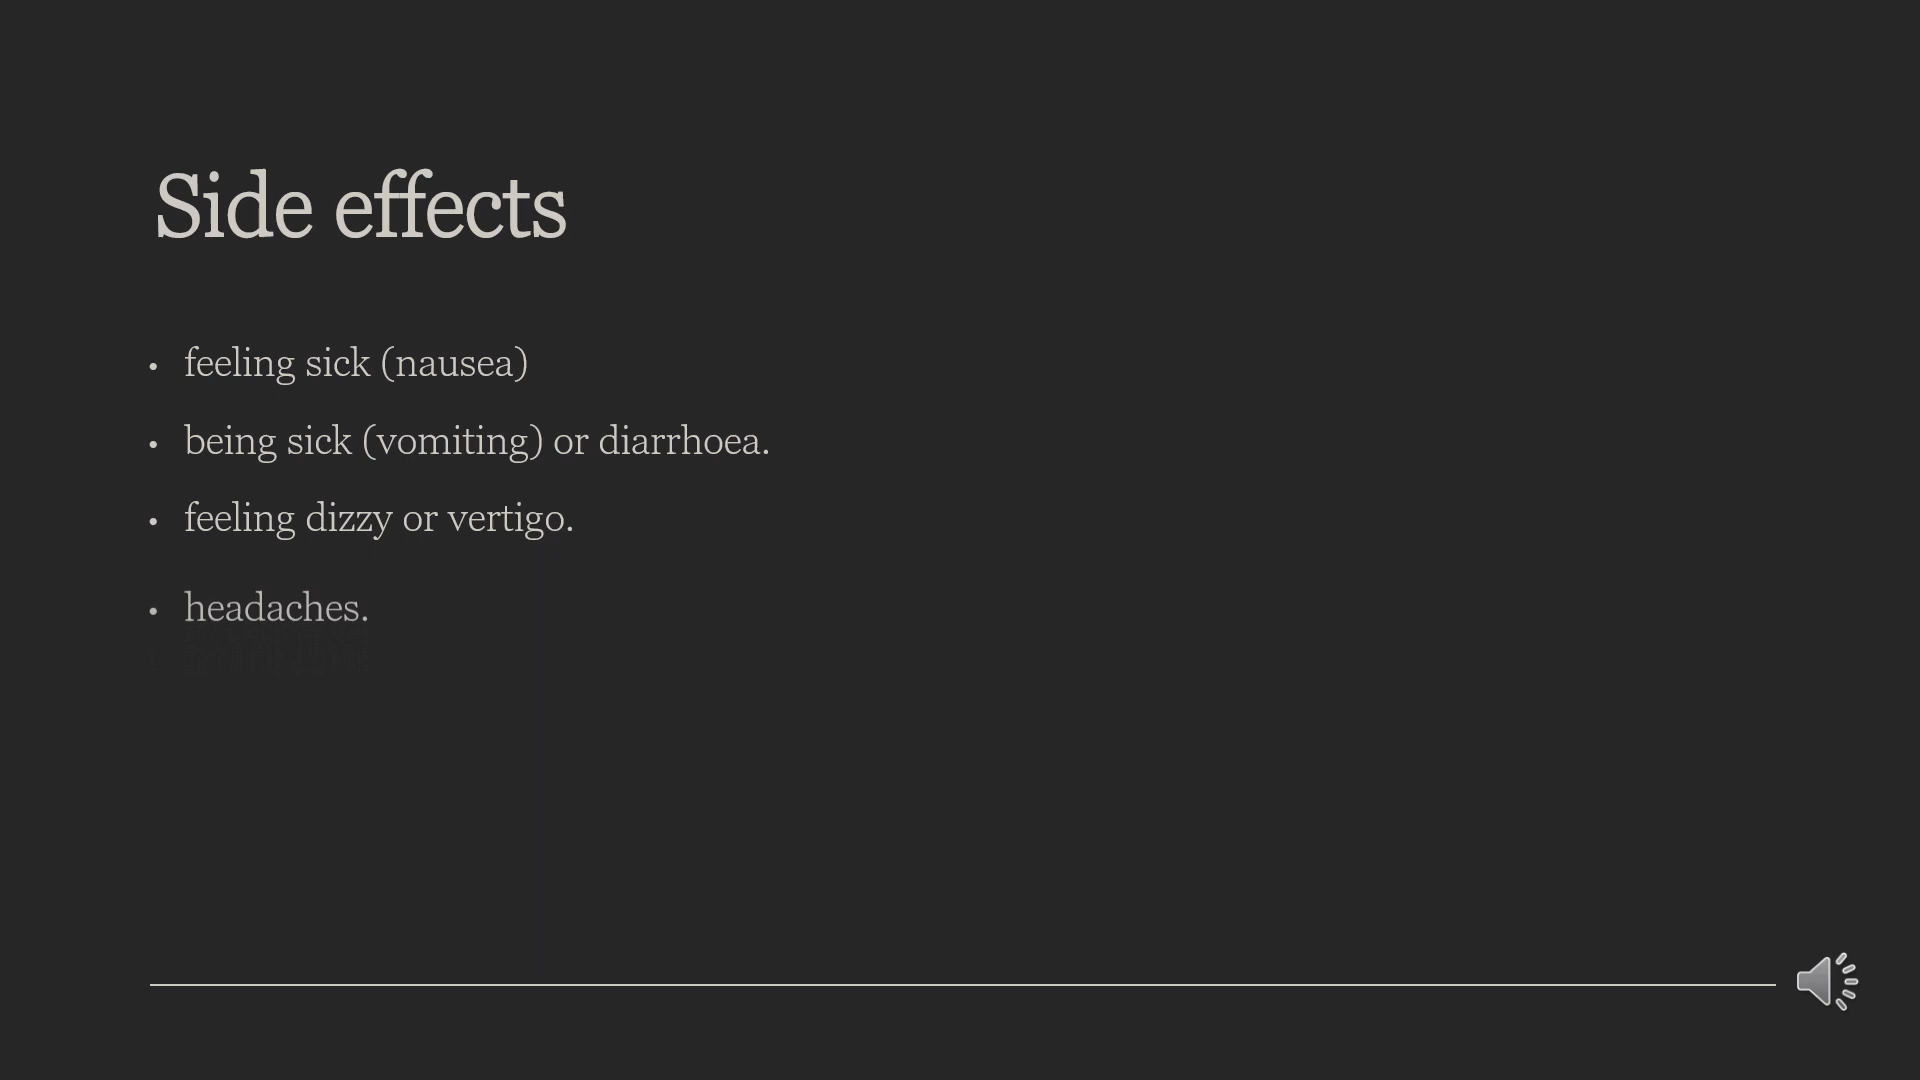 Side effects
• feeling sick (nausea)
• being sick (vomiting) or diarrhoea.
• feeling dizzy or vertigo.
• headaches.